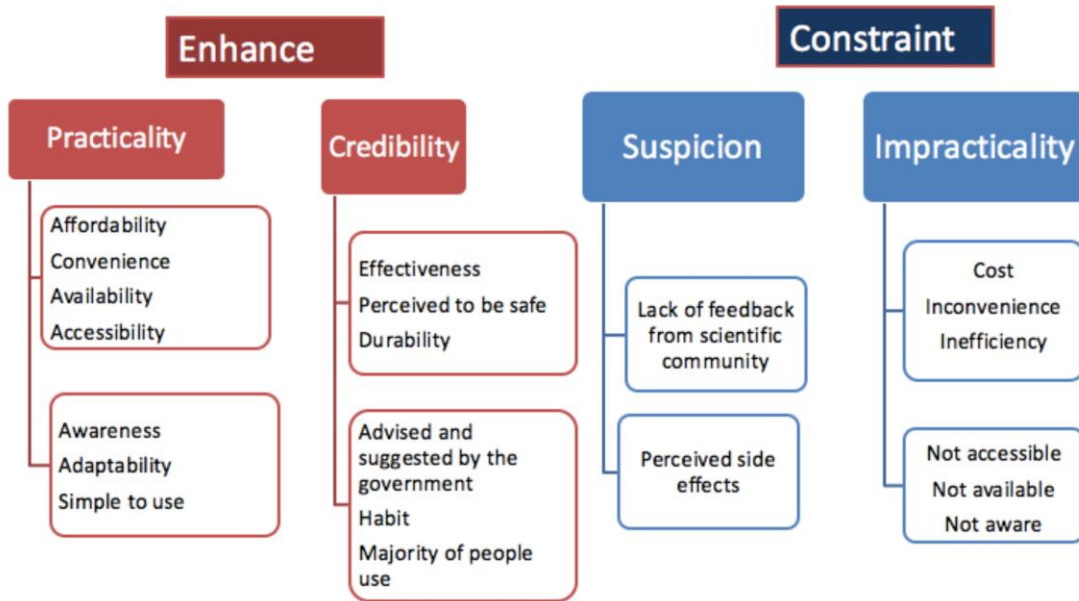 Enhance
Constraint
Practicality
Affordability
Convenience
Availability
Accessibility
Awareness
Adaptability
Simple to use
Credibility
Effectiveness
Perceived to be safe
Durability
Advised and
suggested by the
government
Habit
Majority of people
use
Suspicion
Lack of feedback
from scientific
community
Perceived side
effects
Impracticality
Cost
Inconvenience
Inefficiency
Not accessible
Not available
Not aware